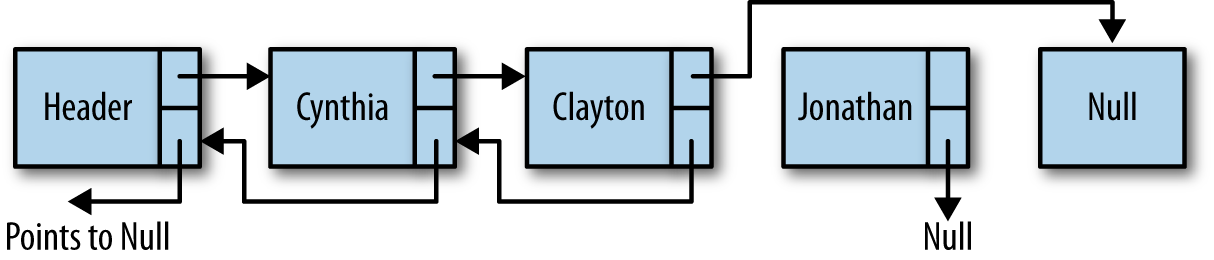 Header
Cynthia
Clayton
Jonathan
Null
Points to Null
Null